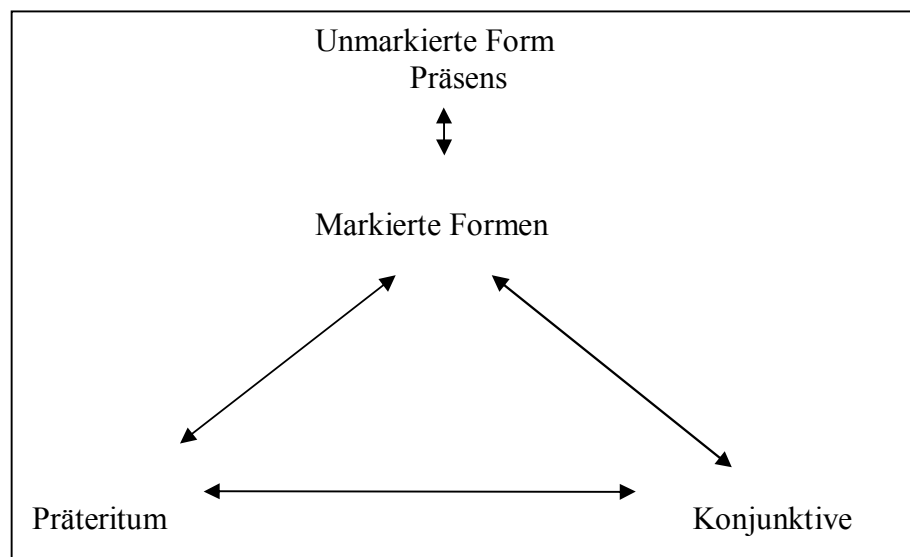 Unmarkierte Form
Präsens
Markierte Formen
Präteritum
Konjunktive